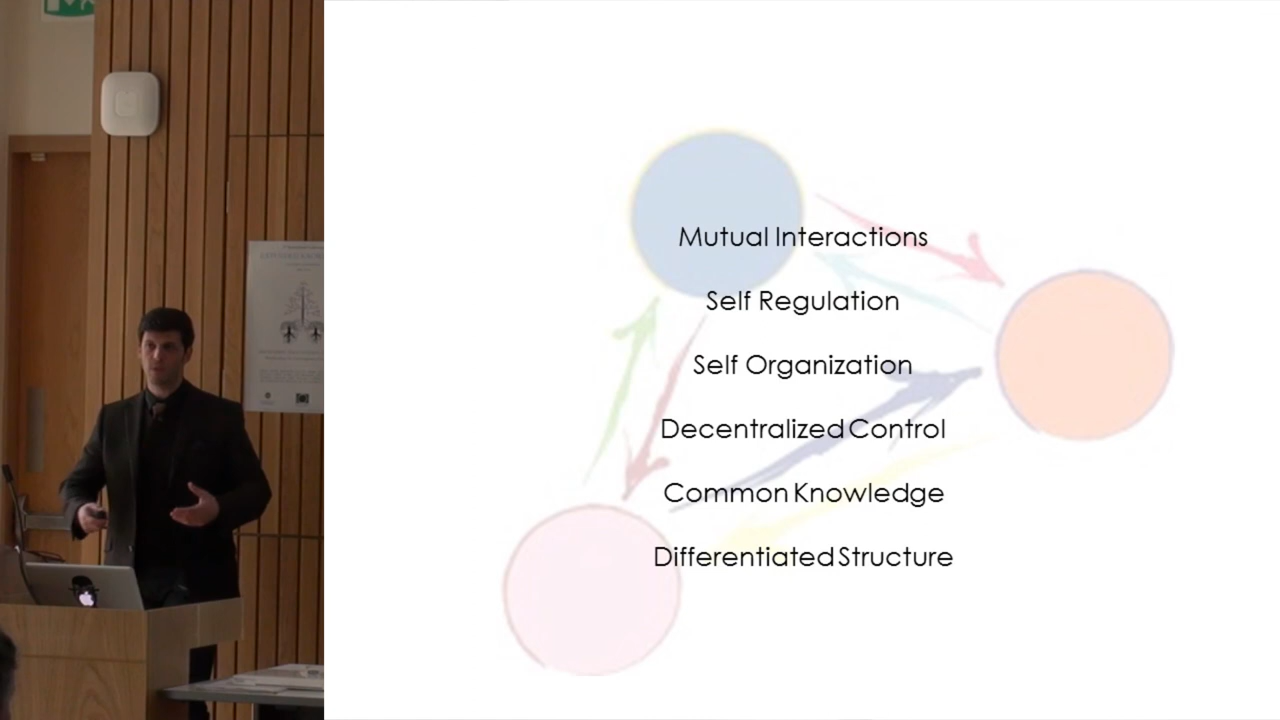 Mutual Interactions
Self Regulation
Self Organization
Decentralized Control
Common Knowledge
Differentiated Structure